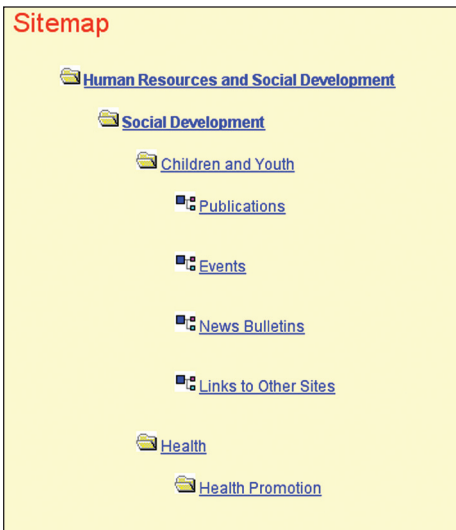 Sitemap
Human Resources and Social Development
Social Development
Children and Youth
Publications
Events
News Bulletins
Links to Other Sites
Health
Health Promotion